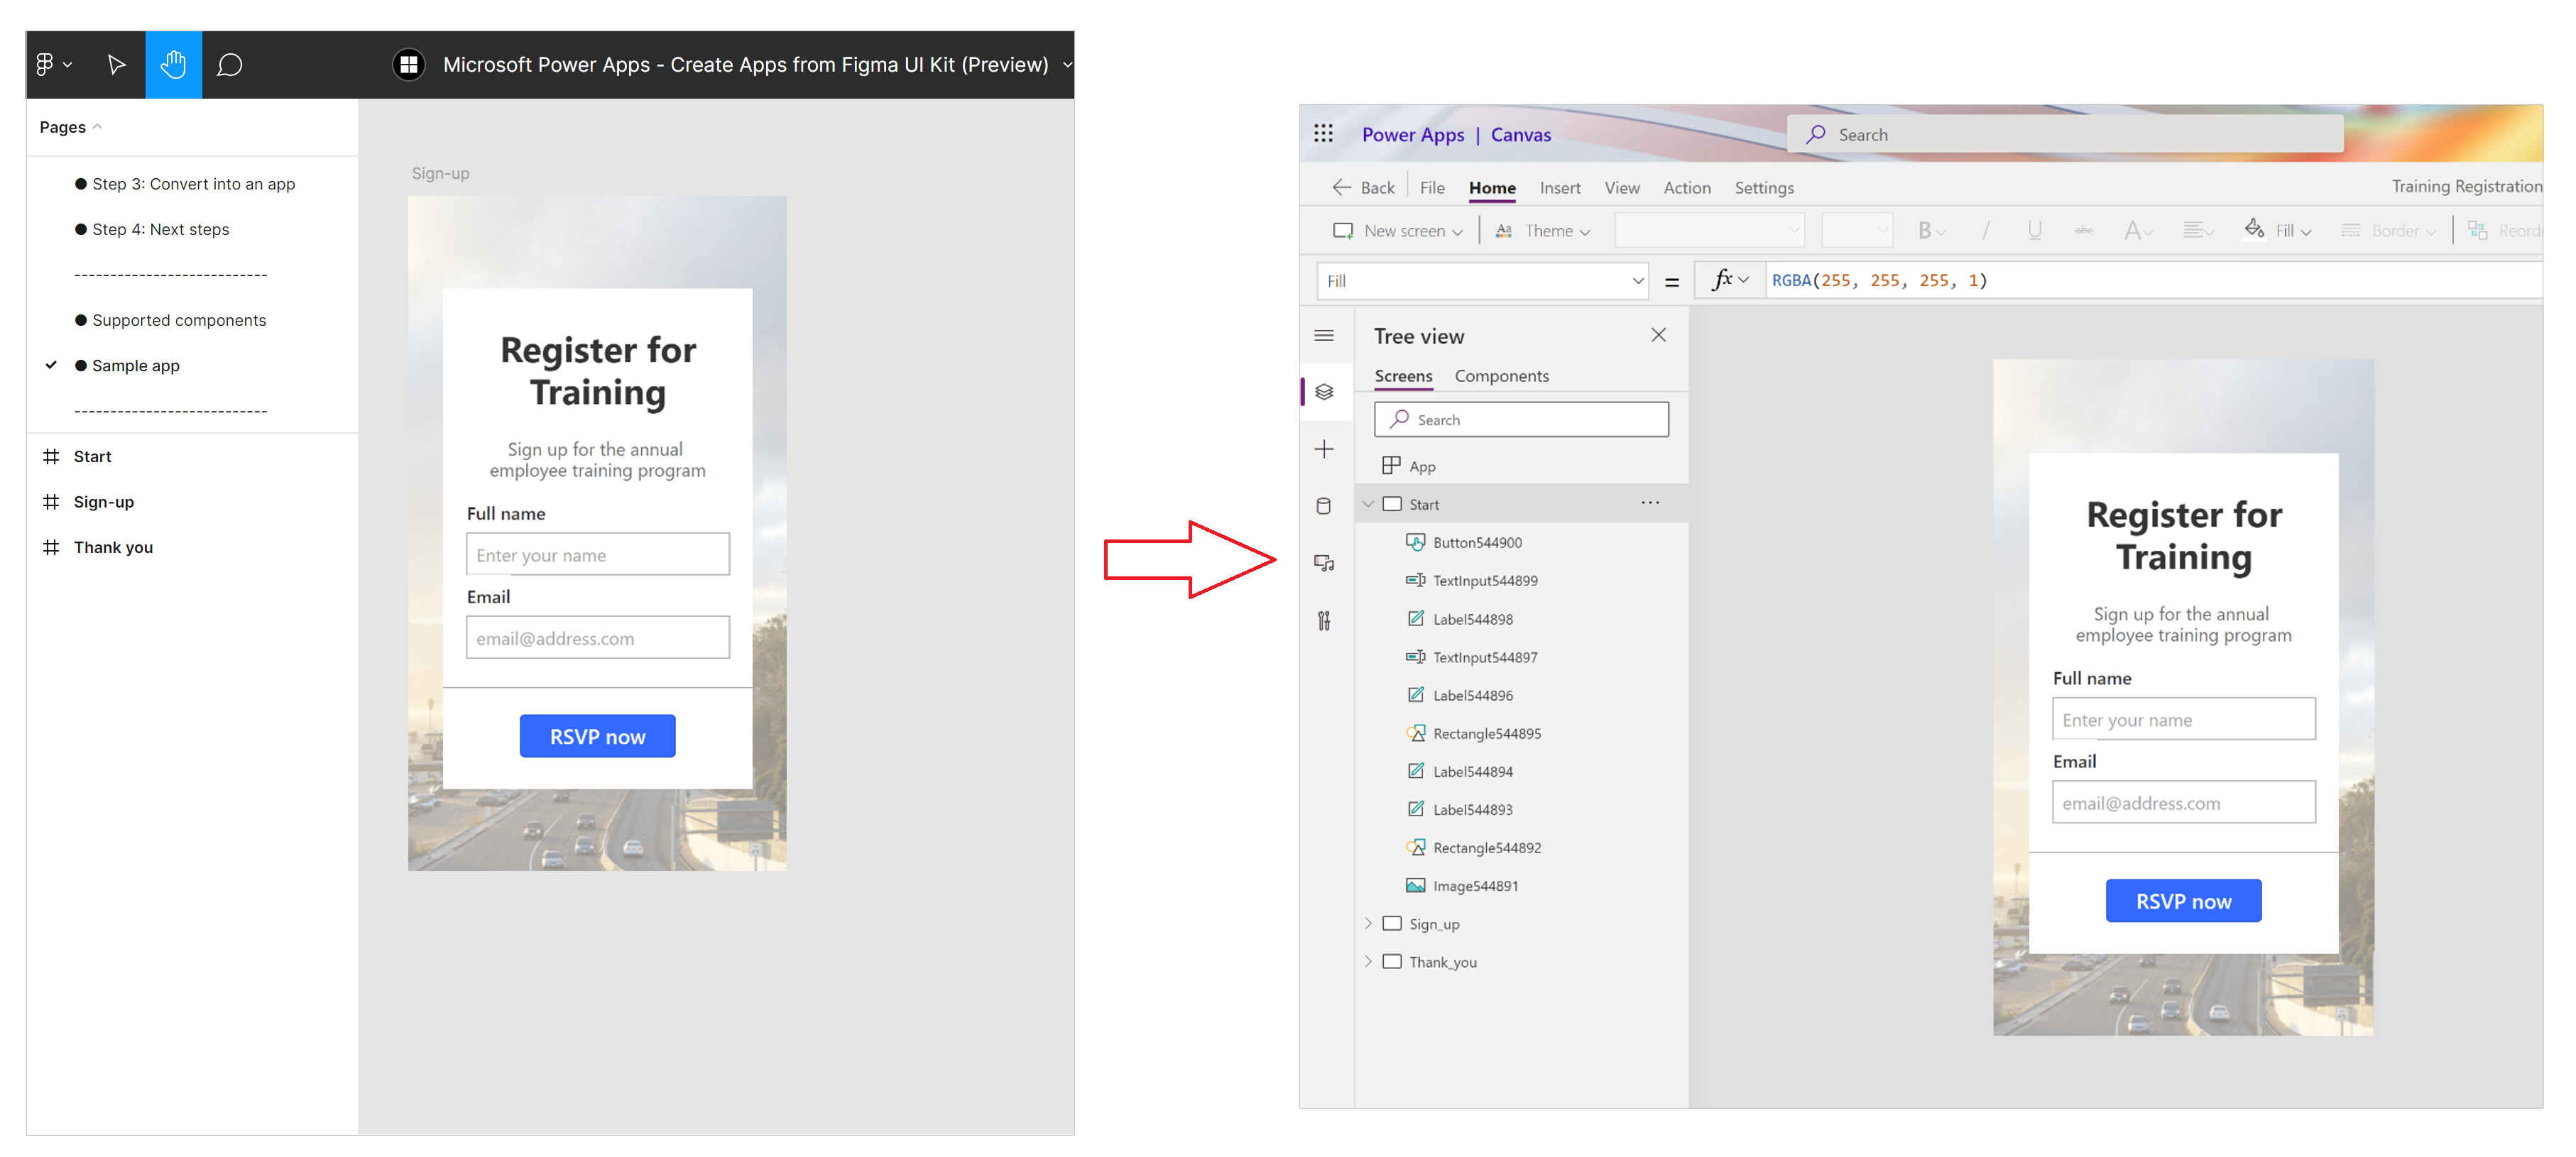 Microsoft Power Apps - Create Apps from Figma UI Kit (Preview)
Pages
Step 3: Convert into an app
Step 4: Next steps
---------------------------
Supported components
Sample app
---------------------------
Start
Sign-up
Thank you
Sign-up
Register for
Training
Sign up for the annual
employee training program
Full name
Enter your name
Email
email@address.com
RSVP now
Power Apps | Canvas
Search
Back
File
Home
Insert
View
Action
Settings
Training Registration
New screen
Aa
Theme
B
/
U
abc
A
Fill
Border
Reord
Fill
=
fx
RGBA(255, 255, 255, 1)
Tree view
Screens
Components
Search
App
Start
Button544900
TextInput544899
Label544898
TextInput544897
Label544896
Rectangle544895
Label544894
Label544893
Rectangle544892
Image544891
Sign_up
Thank_you
Register for
Training
Sign up for the annual
employee training program
Full name
Enter your name
Email
email@address.com
RSVP now